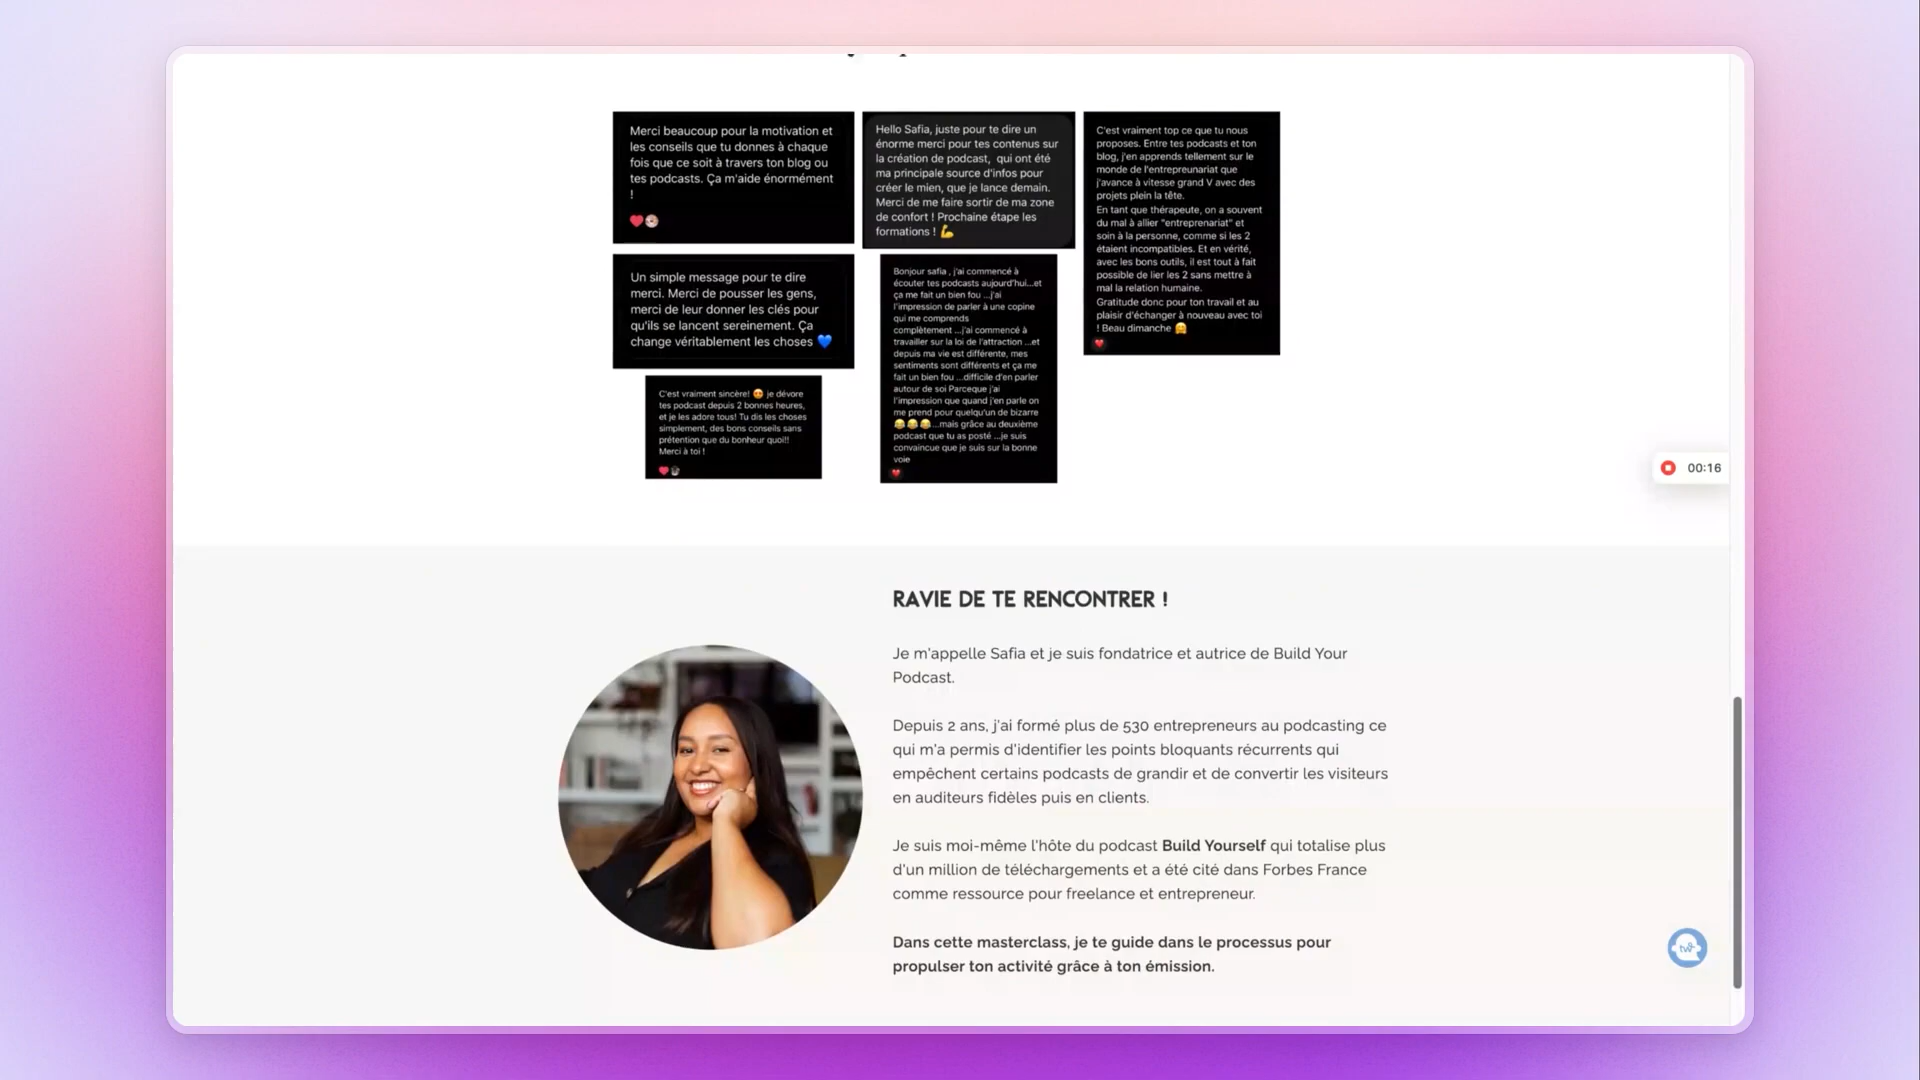 Merci beaucoup pour la motivation et
les conseils que tu donnes à chaque
fois que ce soit à travers ton blog ou
tes podcasts. Ça m'aide énormément
!
Un simple message pour te dire
merci. Merci de pousser les gens,
merci de leur donner les clés pour
qu'ils se lancent sereinement. Ça
change véritablement les choses 💙
C'est vraiment sincère! 😊 je dévore
tes podcast depuis 2 bonnes heures,
et je les adore tous! Tu dis les choses
simplement, des bons conseils sans
prétention que du bonheur quoi!!
Merci à toi !
Hello Safia, juste pour te dire un
énorme merci pour tes contenus sur
la création de podcast, qui ont été
ma principale source d'infos pour
créer le mien, que je lance demain.
Merci de me faire sortir de ma zone
de confort ! Prochaine étape les
formations ! 💪
Bonjour safia , j'ai commencé à
écouter tes podcasts aujourd'hui...et
ça me fait un bien fou ...j'ai
l'impression de parler à une copine
qui me comprends
complètement ...j'ai commencé à
travailler sur la loi de l'attraction ...et
depuis ma vie est différente, mes
sentiments sont différents et ça me
fait un bien fou ...difficile d'en parler
autour de soi Parceque j'ai
l'impression que quand j'en parle on
me prend pour quelqu'un de bizarre
😂😂😂...mais grâce au deuxième
podcast que tu as posté ...je suis
convaincue que je suis sur la bonne
voie
C'est vraiment top ce que tu nous
proposes. Entre tes podcasts et ton
blog, j'en apprends tellement sur le
monde de l'entrepreunariat que
j'avance à vitesse grand V avec des
projets plein la tête.
En tant que thérapeute, on a souvent
du mal à allier "entreprenariat" et
soin à la personne, comme si les 2
étaient incompatibles. Et en vérité,
avec les bons outils, il est tout à fait
possible de lier les 2 sans mettre à
mal la relation humaine.
Gratitude donc pour ton travail et au
plaisir d'échanger à nouveau avec toi
! Beau dimanche 🤗
00:16
RAVIE DE TE RENCONTRER !
Je m'appelle Safia et je suis fondatrice et autrice de Build Your
Podcast.
Depuis 2 ans, j'ai formé plus de 530 entrepreneurs au podcasting ce
qui m'a permis d'identifier les points bloquants récurrents qui
empêchent certains podcasts de grandir et de convertir les visiteurs
en auditeurs fidèles puis en clients.
Je suis moi-même l'hôte du podcast Build Yourself qui totalise plus
d'un million de téléchargements et a été cité dans Forbes France
comme ressource pour freelance et entrepreneur.
Dans cette masterclass, je te guide dans le processus pour
propulser ton activité grâce à ton émission.